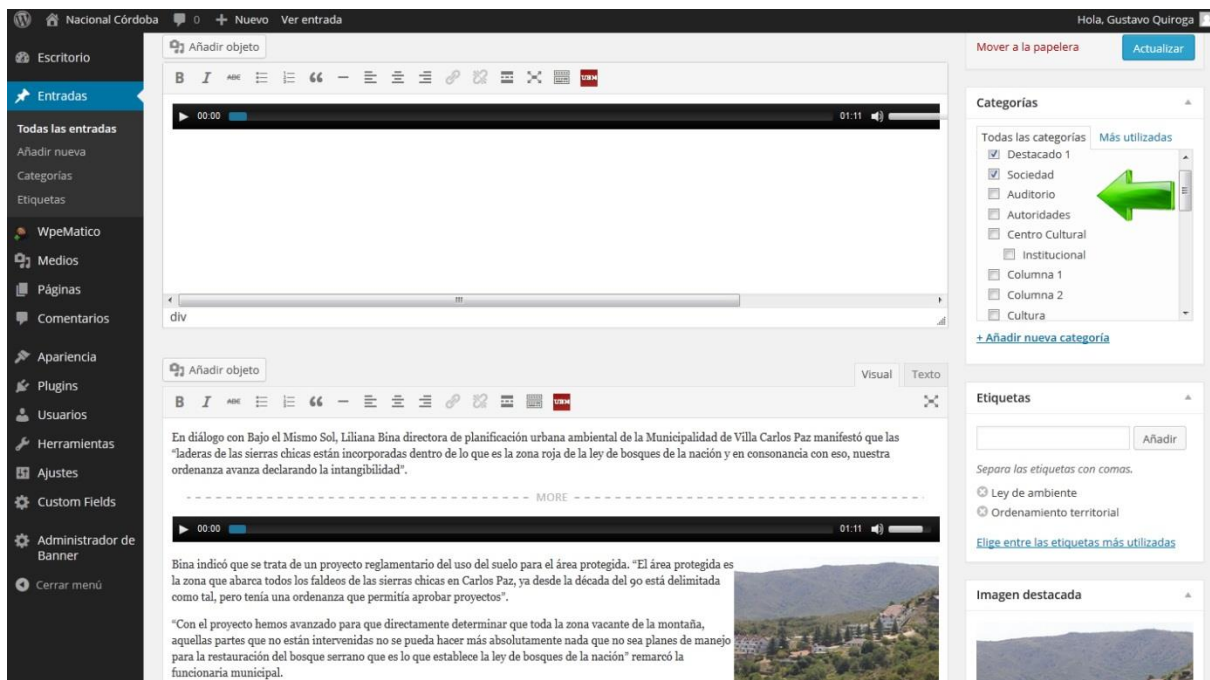 Nacional Córdoba 0 Nuevo Ver entrada Hola, Gustavo Quiroga
Escritorio
Entradas
Todas las entradas
Añadir nueva
Categorías
Etiquetas
WpeMatico
Medios
Páginas
Comentarios
Apariencia
Plugins
Usuarios
Herramientas
Ajustes
Custom Fields
Administrador de
Banner
Cerrar menú
Añadir objeto
B I ABE UBM
00:00 01:11
div
Añadir objeto
Visual Texto
B I ABE UBM
En diálogo con Bajo el Mismo Sol, Liliana Bina directora de planificación urbana ambiental de la Municipalidad de Villa Carlos Paz manifestó que las
“laderas de las sierras chicas están incorporadas dentro de lo que es la zona roja de la ley de bosques de la nación y en consonancia con eso, nuestra
ordenanza avanza declarando la intangibilidad”.
MORE
00:00 01:11
Bina indicó que se trata de un proyecto reglamentario del uso del suelo para el área protegida. “El área protegida es
la zona que abarca todos los faldeos de las sierras chicas en Carlos Paz, ya desde la década del 90 está delimitada
como tal, pero tenía una ordenanza que permitía aprobar proyectos”.
“Con el proyecto hemos avanzado para que directamente determinar que toda la zona vacante de la montaña,
aquellas partes que no están intervenidas no se pueda hacer más absolutamente nada que no sea planes de manejo
para la restauración del bosque serrano que es lo que establece la ley de bosques de la nación” remarcó la
funcionaria municipal.
Mover a la papelera Actualizar
Categorías
Todas las categorías Más utilizadas
Destacado 1
Sociedad
Auditorio
Autoridades
Centro Cultural
Institucional
Columna 1
Columna 2
Cultura
+ Añadir nueva categoría
Etiquetas
Añadir
Separa las etiquetas con comas.
Ley de ambiente
Ordenamiento territorial
Elige entre las etiquetas más utilizadas
Imagen destacada